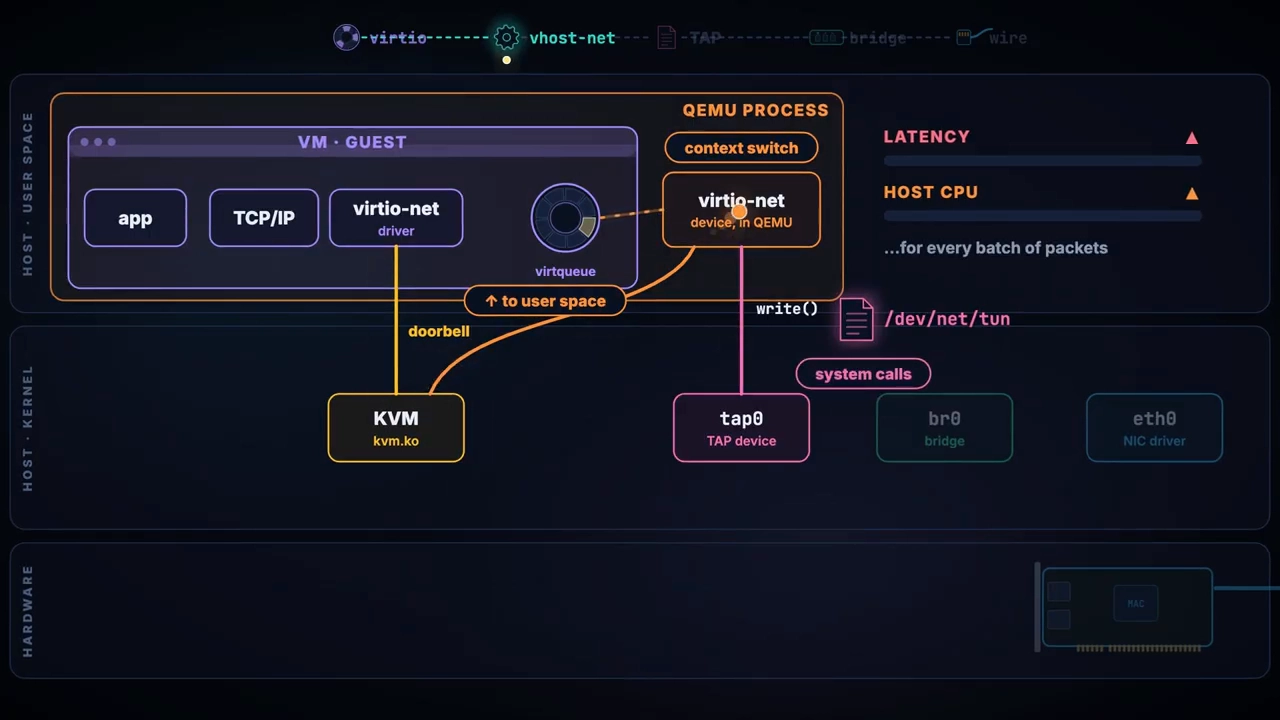 virtio
vhost-net
TAP
bridge
wire
HOST · USER SPACE
QEMU PROCESS
VM · GUEST
context switch
app
TCP/IP
virtio-net
driver
virtqueue
virtio-net
device, in QEMU
LATENCY ▲
HOST CPU ▲
...for every batch of packets
↑ to user space
write()
/dev/net/tun
doorbell
system calls
HOST · KERNEL
KVM
kvm.ko
tap0
TAP device
br0
bridge
eth0
NIC driver
HARDWARE
MAC